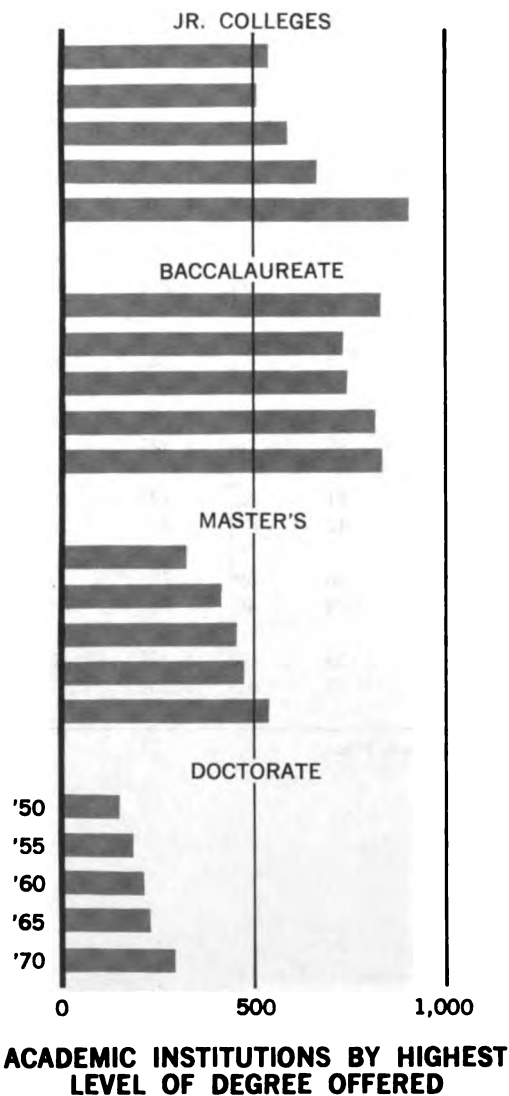 JR. COLLEGES
BACCALAUREATE
MASTER'S
DOCTORATE
'50
'55
'60
'65
'70
0 500 1,000
ACADEMIC INSTITUTIONS BY HIGHEST
LEVEL OF DEGREE OFFERED